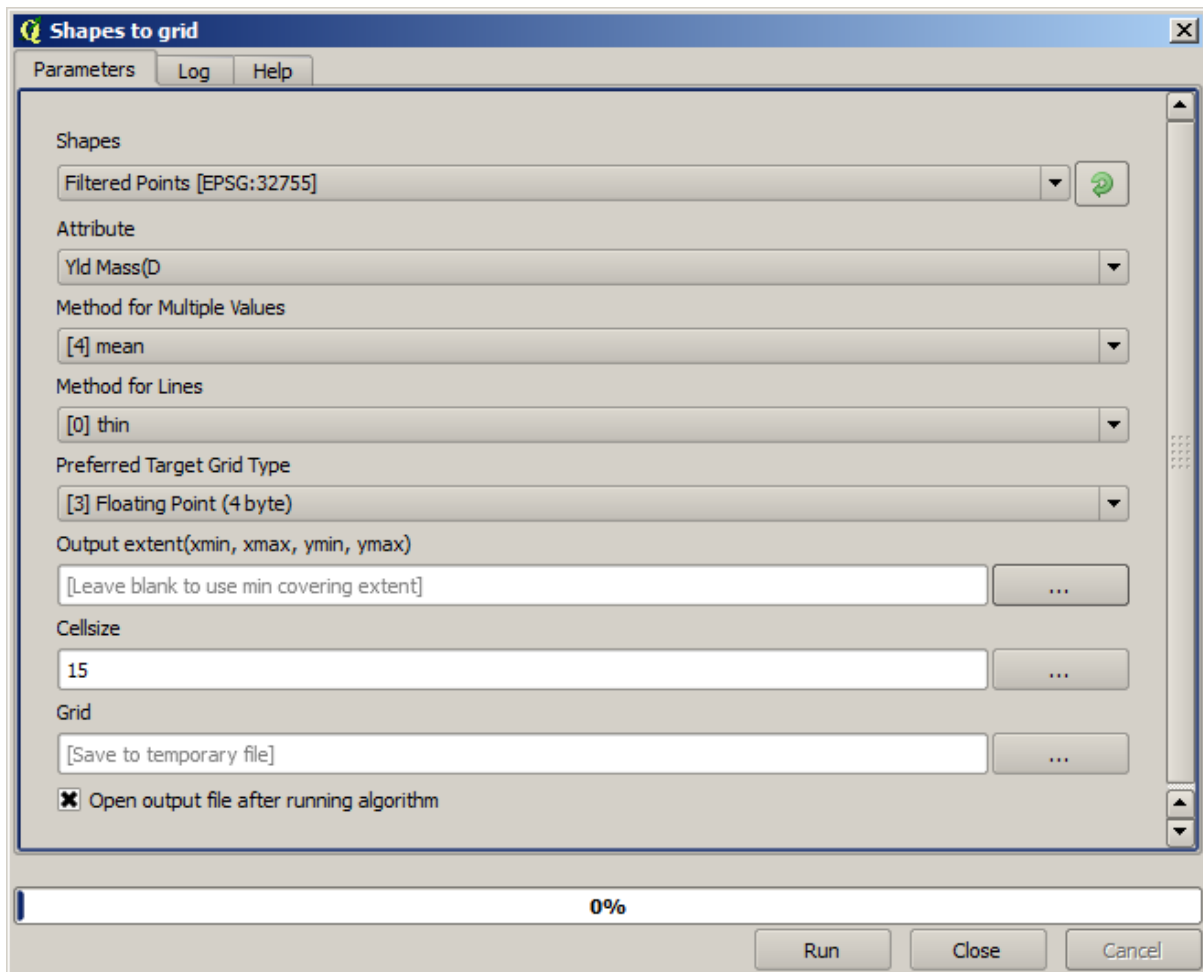 Shapes to grid
Parameters Log Help
Shapes
Filtered Points [EPSG:32755]
Attribute
Yld Mass(D
Method for Multiple Values
[4] mean
Method for Lines
[0] thin
Preferred Target Grid Type
[3] Floating Point (4 byte)
Output extent(xmin, xmax, ymin, ymax)
[Leave blank to use min covering extent] ...
Cellsize
15 ...
Grid
[Save to temporary file] ...
Open output file after running algorithm
0%
Run Close Cancel